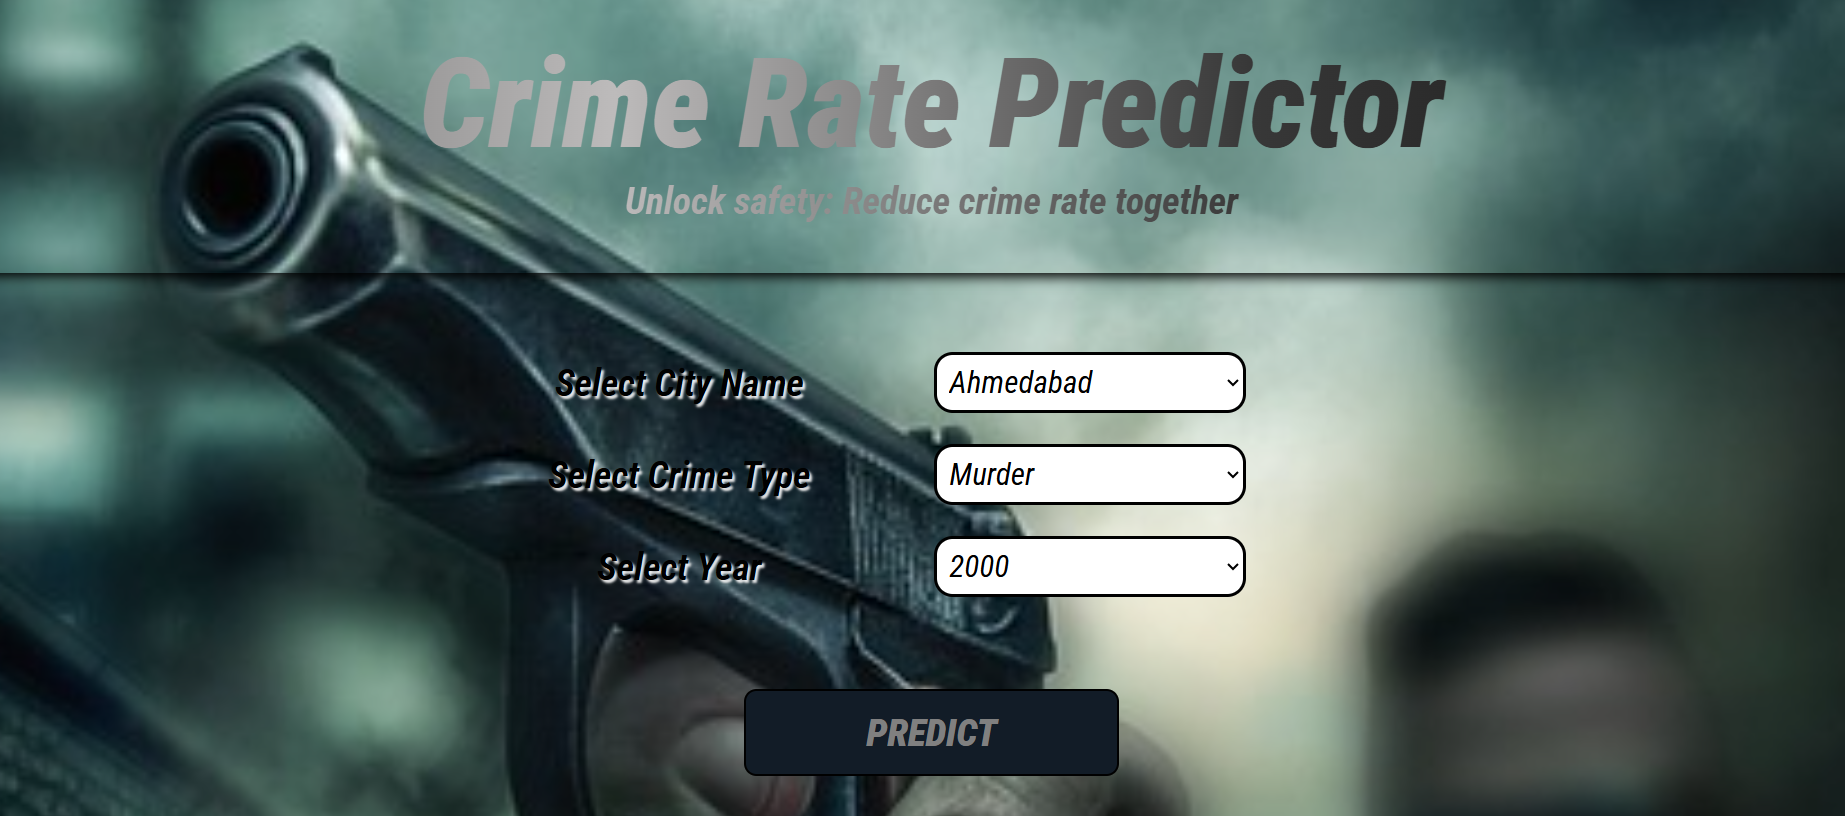 Crime Rate Predictor
Unlock safety: Reduce crime rate together
Select City Name
Ahmedabad
Select Crime Type
Murder
Select Year
2000
PREDICT